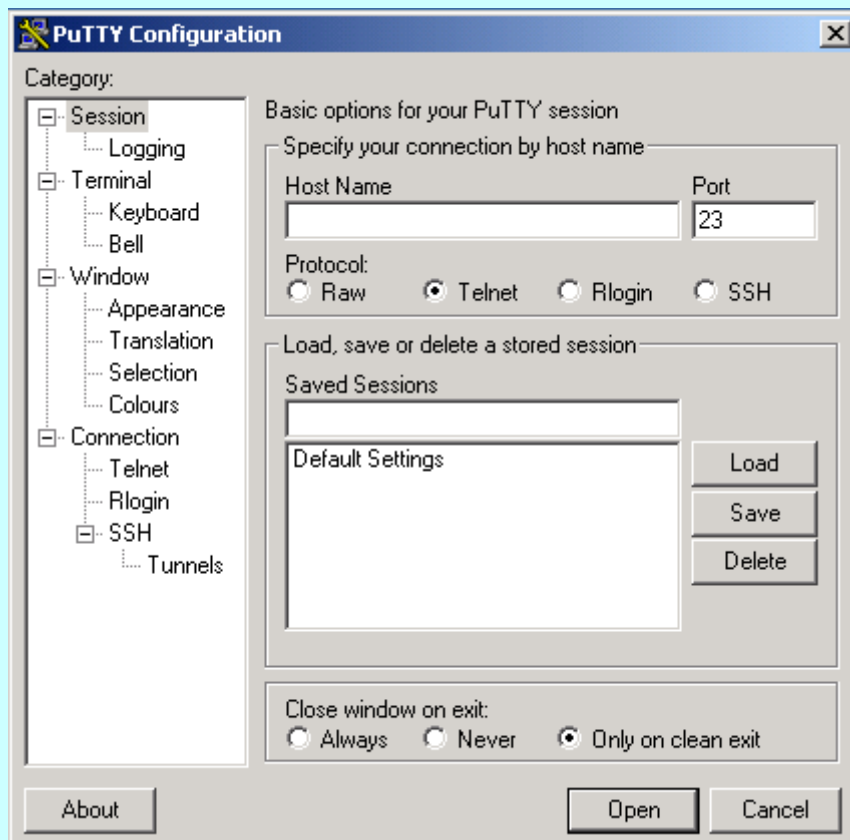 PuTTY Configuration
Category:
Session
Logging
Terminal
Keyboard
Bell
Window
Appearance
Translation
Selection
Colours
Connection
Telnet
Rlogin
SSH
Tunnels
Basic options for your PuTTY session
Specify your connection by host name
Host Name Port
23
Protocol:
Raw Telnet Rlogin SSH
Load, save or delete a stored session
Saved Sessions
Default Settings
Load
Save
Delete
Close window on exit:
Always Never Only on clean exit
About Open Cancel